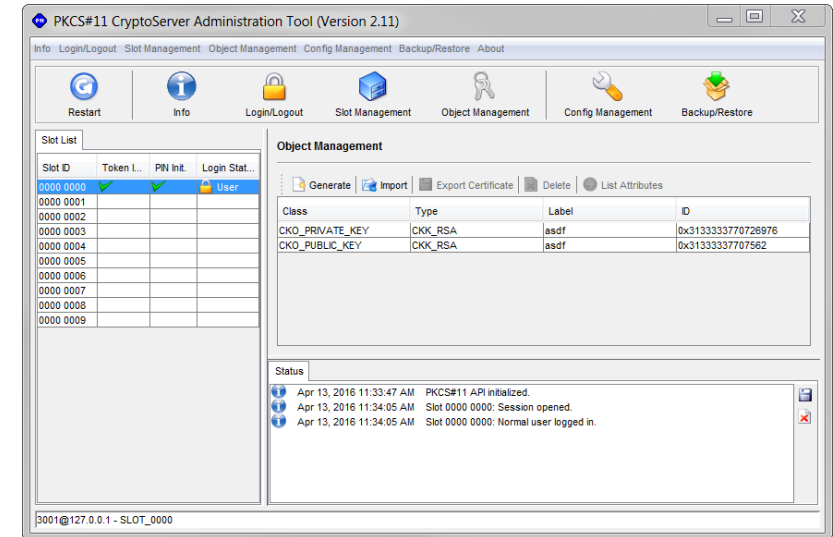 PKCS#11 CryptoServer Administration Tool (Version 2.11)
Info Login/Logout Slot Management Object Management Config Management Backup/Restore About
Restart Info Login/Logout Slot Management Object Management Config Management Backup/Restore
Slot List
Slot ID Token I... PIN Init. Login Stat...
0000 0000 User
0000 0001
0000 0002
0000 0003
0000 0004
0000 0005
0000 0006
0000 0007
0000 0008
0000 0009
Object Management
Generate Import Export Certificate Delete List Attributes
Class Type Label ID
CKO_PRIVATE_KEY CKK_RSA asdf 0x3133333770726976
CKO_PUBLIC_KEY CKK_RSA asdf 0x31333337707562
Status
Apr 13, 2016 11:33:47 AM PKCS#11 API initialized.
Apr 13, 2016 11:34:05 AM Slot 0000 0000: Session opened.
Apr 13, 2016 11:34:05 AM Slot 0000 0000: Normal user logged in.
3001@127.0.0.1 - SLOT_0000